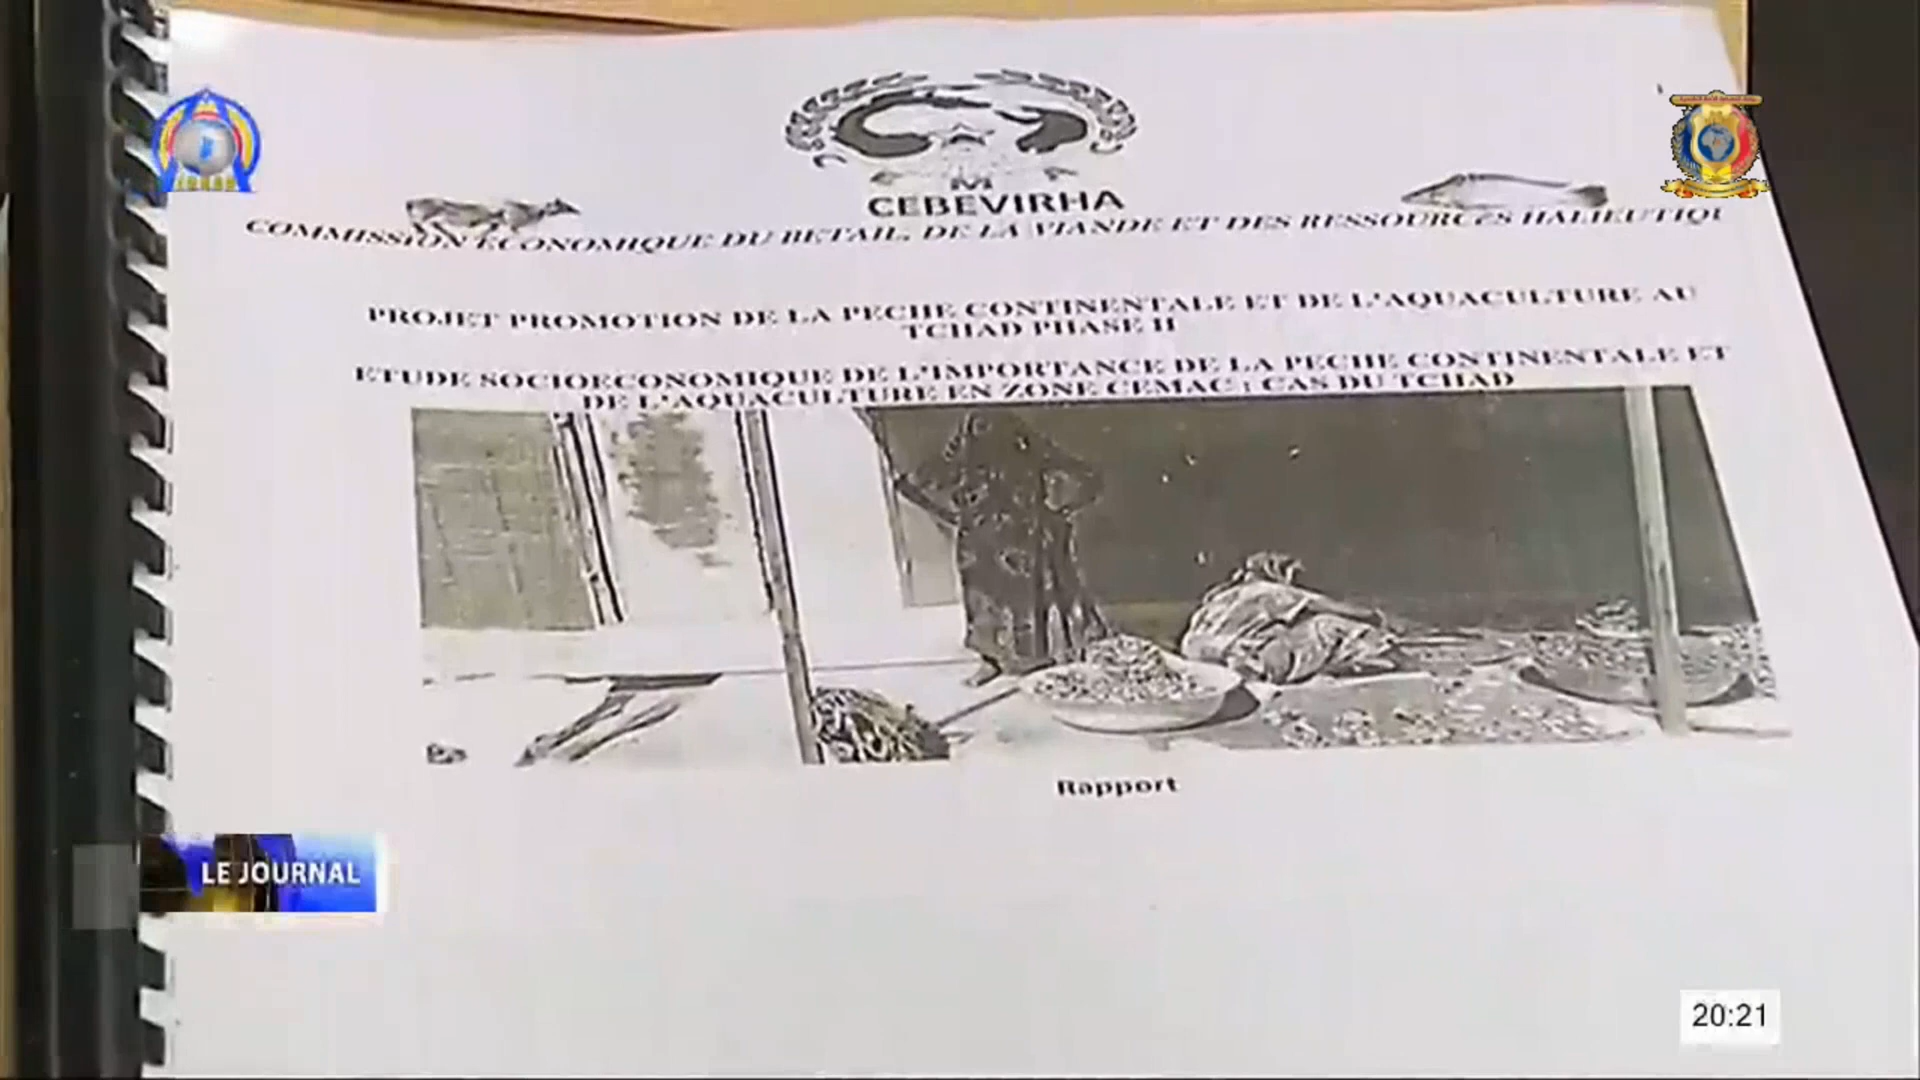 CEBEVIRHA
COMMISSION ECONOMIQUE DU BETAIL, DE LA VIANDE ET DES RESSOURCES HALIEUTIQU
PROJET PROMOTION DE LA PECHE CONTINENTALE ET DE L'AQUACULTURE AU
TCHAD PHASE II
ETUDE SOCIOECONOMIQUE DE L'IMPORTANCE DE LA PECHE CONTINENTALE ET
DE L'AQUACULTURE EN ZONE CEMAC : CAS DU TCHAD
Rapport
LE JOURNAL
20:21